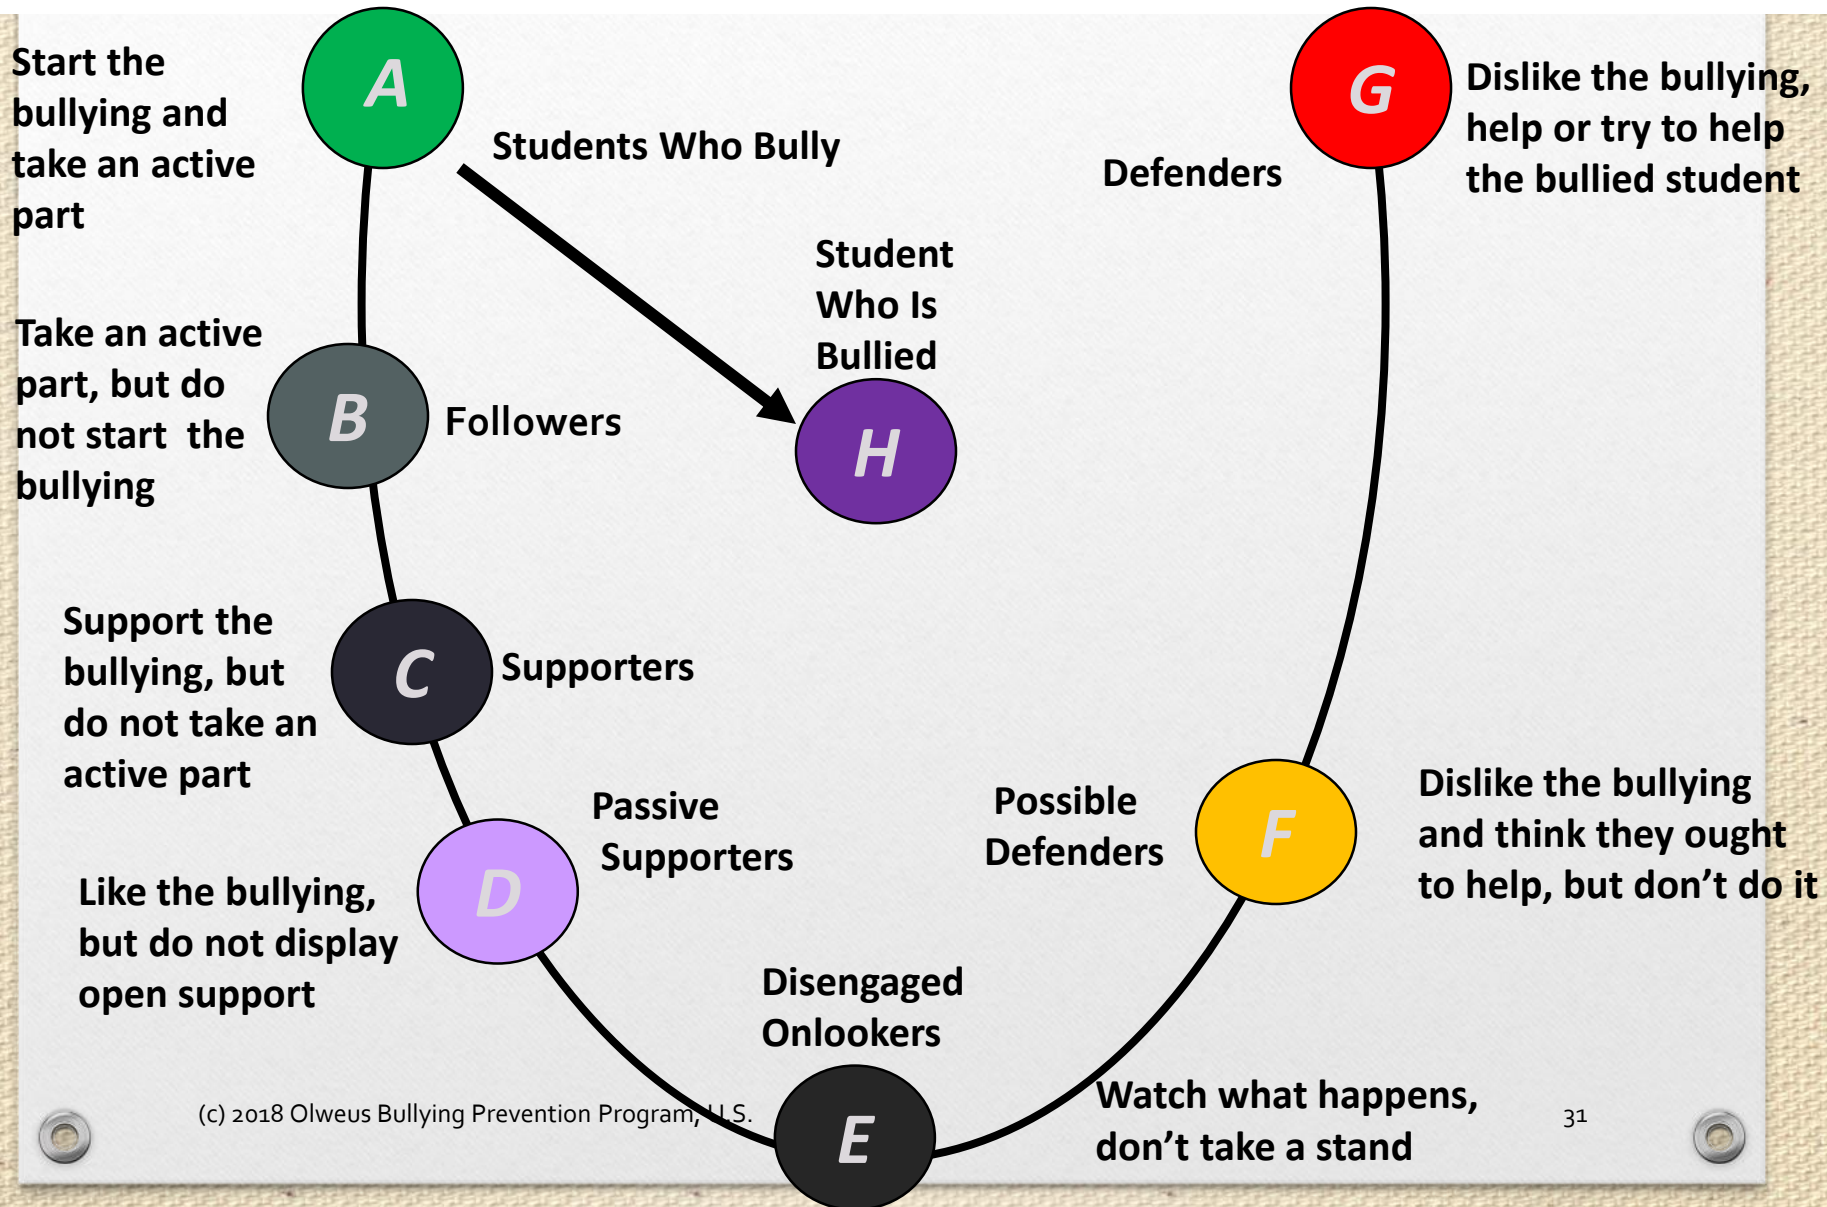 Start the
bullying and
take an active
part
A
Students Who Bully
Student
Who Is
Bullied
H
Defenders
G
Dislike the bullying,
help or try to help
the bullied student
Take an active
part, but do
not start the
bullying
B
Followers
Support the
bullying, but
do not take an
active part
C
Supporters
Like the bullying,
but do not display
open support
D
Passive
Supporters
Disengaged
Onlookers
E
Watch what happens,
don't take a stand
Possible
Defenders
F
Dislike the bullying
and think they ought
to help, but don't do it
(c) 2018 Olweus Bullying Prevention Program, U.S.
31